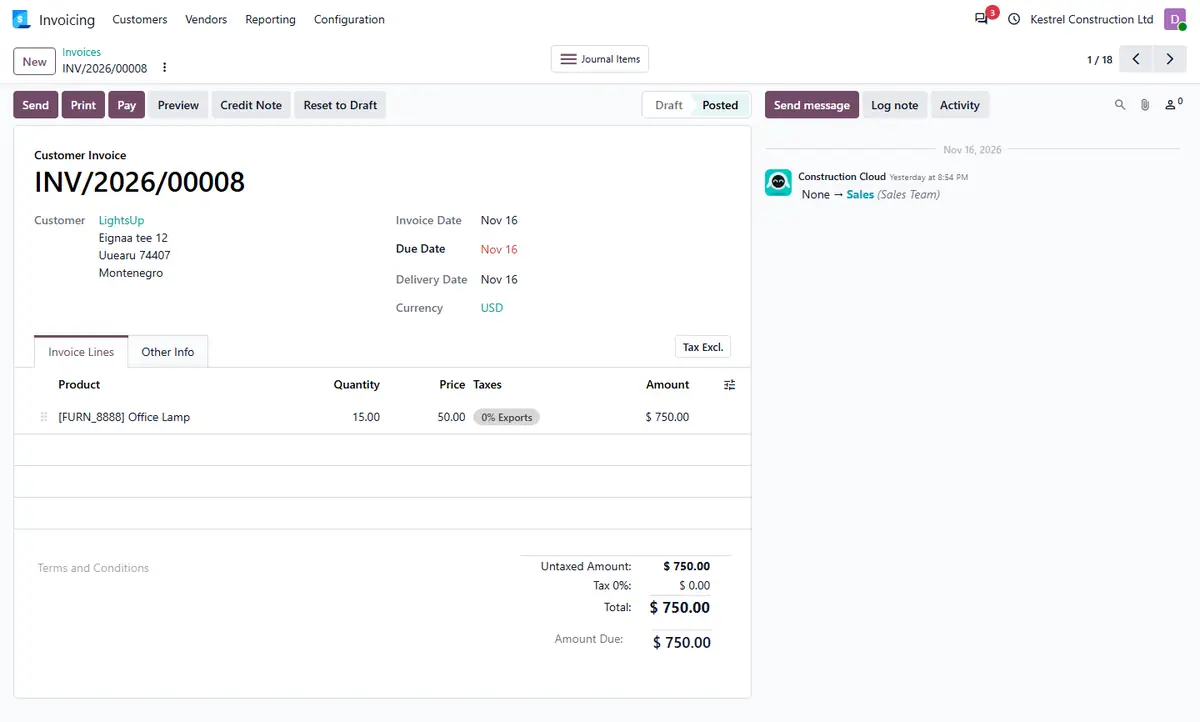 Invoicing Customers Vendors Reporting Configuration 3 Kestrel Construction Ltd D
New Invoices Journal Items 1 / 18
INV/2026/00008
Send Print Pay Preview Credit Note Reset to Draft Draft Posted Send message Log note Activity 0
Customer Invoice
INV/2026/00008
Customer LightsUp
Eignaa tee 12
Uuearu 74407
Montenegro
Invoice Date Nov 16
Due Date Nov 16
Delivery Date Nov 16
Currency USD
Invoice Lines Other Info Tax Excl.
Product Quantity Price Taxes Amount
[FURN_8888] Office Lamp 15.00 50.00 0% Exports $ 750.00
Terms and Conditions
Untaxed Amount: $ 750.00
Tax 0%: $ 0.00
Total: $ 750.00
Amount Due: $ 750.00
Nov 16, 2026
Construction Cloud Yesterday at 8:54 PM
None → Sales (Sales Team)